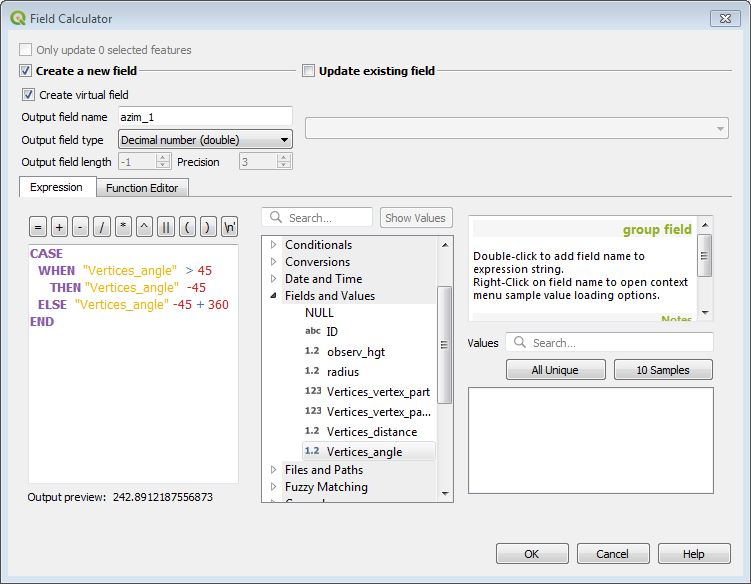 Field Calculator
Only update 0 selected features
Create a new field
Update existing field
Create virtual field
Output field name azim_1
Output field type Decimal number (double)
Output field length -1 Precision 3
Expression Function Editor
= + - / * ^ || ( ) '\n'
Search... Show Values
CASE
WHEN "Vertices_angle" > 45
THEN "Vertices_angle" -45
ELSE "Vertices_angle" -45 + 360
END
Output preview: 242.8912187556873
Conditionals
Conversions
Date and Time
Fields and Values
NULL
abc ID
1.2 observ_hgt
1.2 radius
123 Vertices_vertex_part
123 Vertices_vertex_pa...
1.2 Vertices_distance
1.2 Vertices_angle
Files and Paths
Fuzzy Matching
group field
Double-click to add field name to
expression string.
Right-Click on field name to open context
menu sample value loading options.
Notes
Values Search...
All Unique 10 Samples
OK Cancel Help